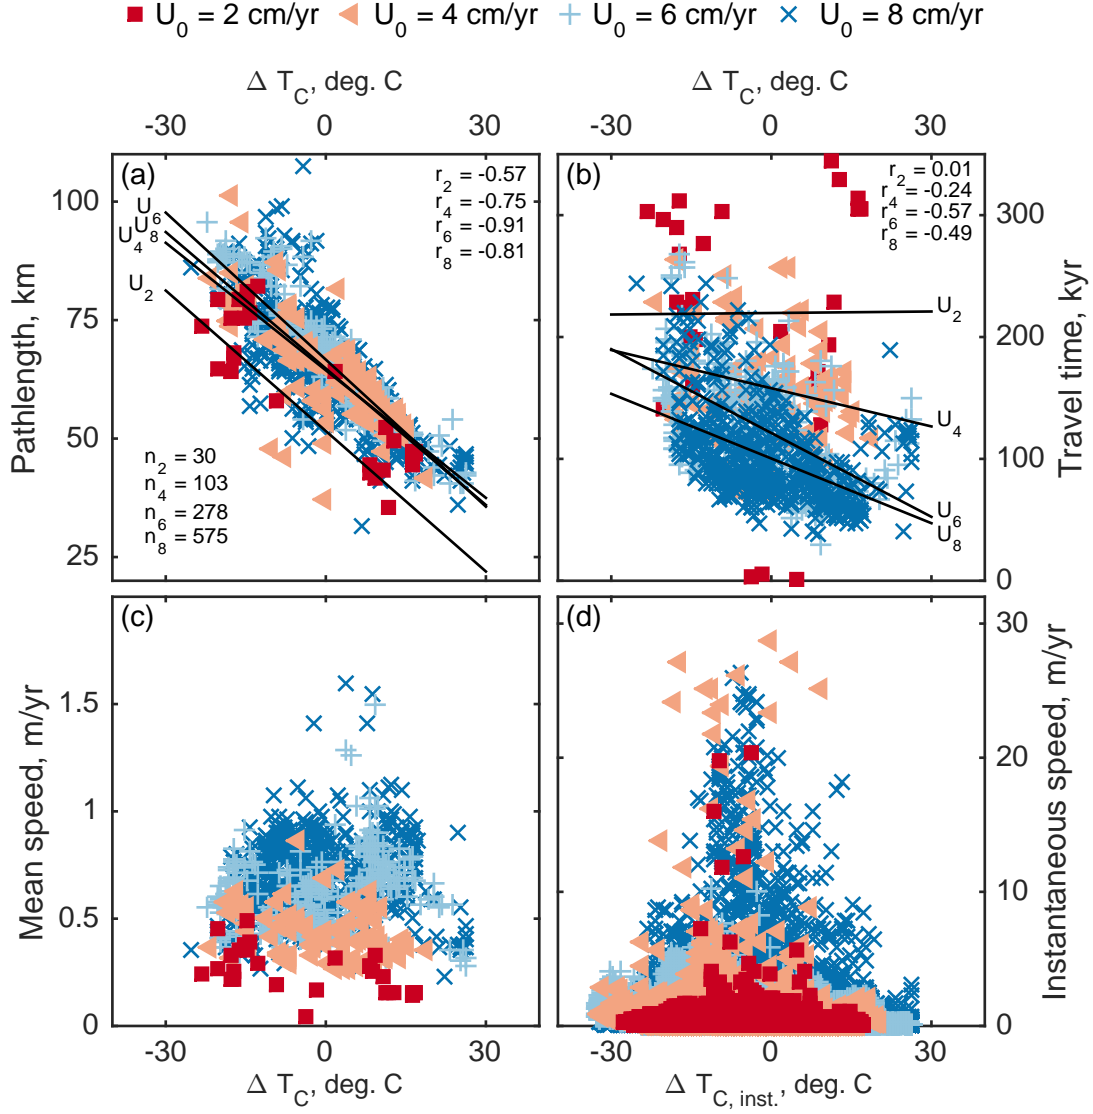 U0 = 2 cm/yr U0 = 4 cm/yr U0 = 6 cm/yr U0 = 8 cm/yr
Δ TC, deg. C
Δ TC, deg. C
-30 0 30
-30 0 30
(a)
r2 = -0.57
r4 = -0.75
r6 = -0.91
r8 = -0.81
U6
U8
U4
U2
n2 = 30
n4 = 103
n6 = 278
n8 = 575
100
75
50
25
Pathlength, km
(b)
r2 = 0.01
r4 = -0.24
r6 = -0.57
r8 = -0.49
U2
U4
U6
U8
300
200
100
0
Travel time, kyr
(c)
1.5
1
0.5
0
Mean speed, m/yr
-30 0 30
Δ TC, deg. C
(d)
30
20
10
0
Instantaneous speed, m/yr
-30 0 30
Δ TC, inst., deg. C